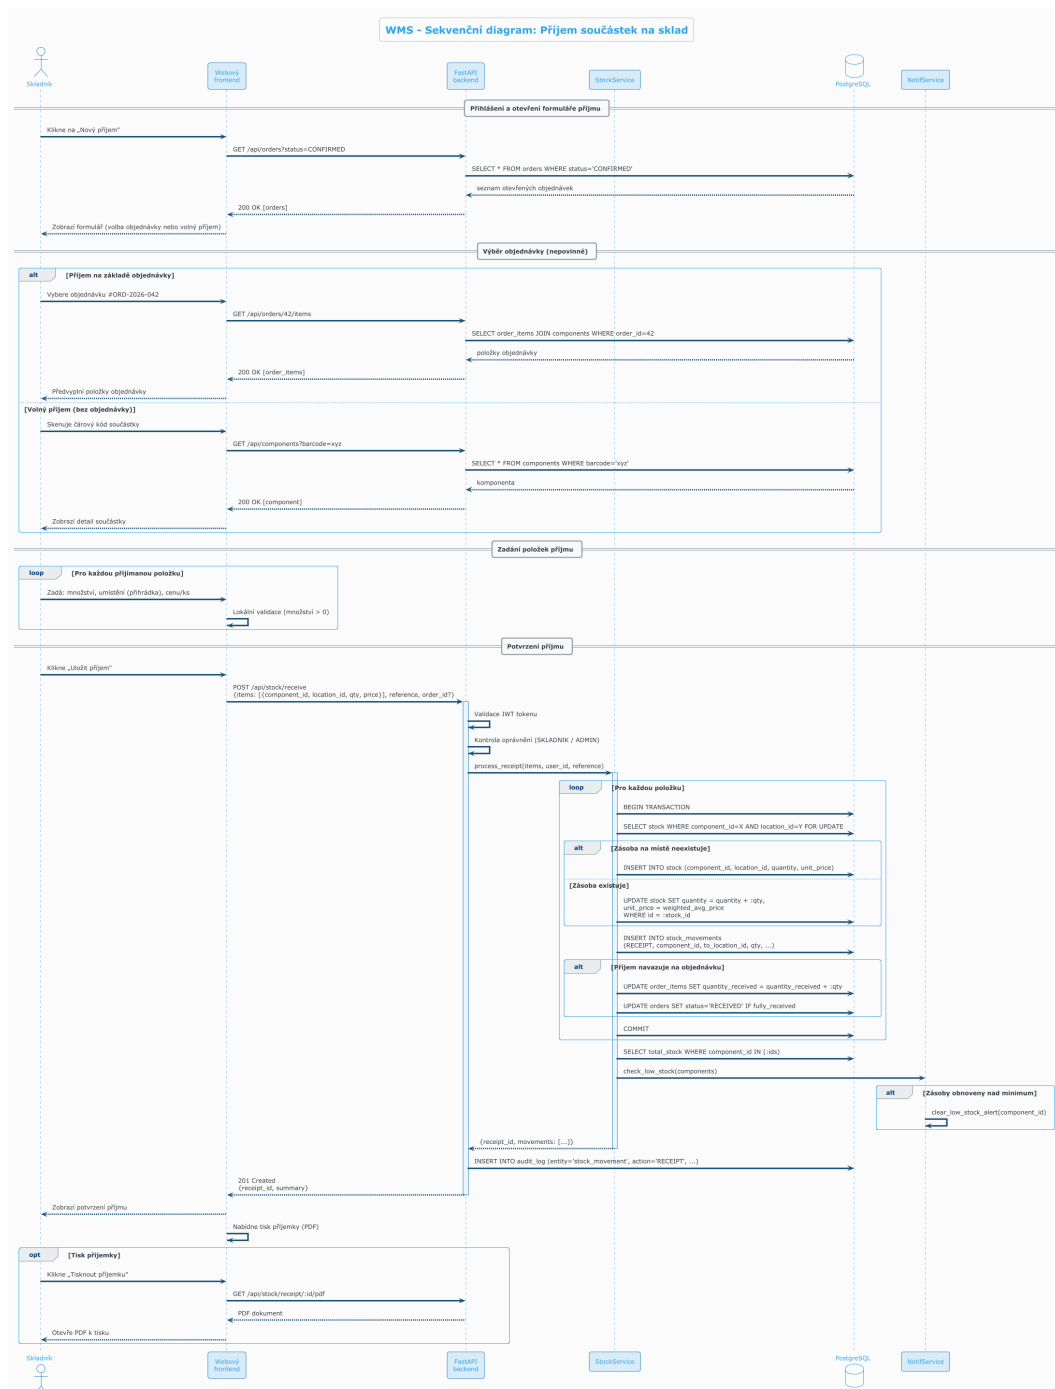 WMS - Sekvenční diagram: Příjem součástek na sklad
Skladník
Webový
frontend
FastAPI
backend
StockService
PostgreSQL
NotifService
Přihlášení a otevření formuláře příjmu
Klikne na „Nový příjem"
GET /api/orders?status=CONFIRMED
SELECT * FROM orders WHERE status='CONFIRMED'
seznam otevřených objednávek
200 OK [orders]
Zobrazí formulář (volba objednávky nebo volný příjem)
Výběr objednávky (nepovinné)
alt [Příjem na základě objednávky]
Vybere objednávku #ORD-2026-042
GET /api/orders/42/items
SELECT order_items JOIN components WHERE order_id=42
položky objednávky
200 OK [order_items]
Předvyplní položky objednávky
[Volný příjem (bez objednávky)]
Skenuje čárový kód součástky
GET /api/components?barcode=xyz
SELECT * FROM components WHERE barcode='xyz'
komponenta
200 OK [component]
Zobrazí detail součástky
Zadání položek příjmu
loop [Pro každou přijímanou položku]
Zadá: množství, umístění (přihrádka), cenu/ks
Lokální validace (množství > 0)
Potvrzení příjmu
Klikne „Uložit příjem"
POST /api/stock/receive
{items: [{component_id, location_id, qty, price}], reference, order_id?}
Validace JWT tokenu
Kontrola oprávnění (SKLADNIK / ADMIN)
process_receipt(items, user_id, reference)
loop [Pro každou položku]
BEGIN TRANSACTION
SELECT stock WHERE component_id=X AND location_id=Y FOR UPDATE
alt [Zásoba na místě neexistuje]
INSERT INTO stock (component_id, location_id, quantity, unit_price)
[Zásoba existuje]
UPDATE stock SET quantity = quantity + :qty,
unit_price = weighted_avg_price
WHERE id = :stock_id
INSERT INTO stock_movements
(RECEIPT, component_id, to_location_id, qty, ...)
alt [Příjem navazuje na objednávku]
UPDATE order_items SET quantity_received = quantity_received + :qty
UPDATE orders SET status='RECEIVED' IF fully_received
COMMIT
SELECT total_stock WHERE component_id IN (:ids)
check_low_stock(components)
alt [Zásoby obnoveny nad minimum]
clear_low_stock_alert(component_id)
{receipt_id, movements: [...]}
INSERT INTO audit_log (entity='stock_movement', action='RECEIPT', ...)
201 Created
{receipt_id, summary}
Zobrazí potvrzení příjmu
Nabídne tisk příjemky (PDF)
opt [Tisk příjemky]
Klikne „Tisknout příjemku"
GET /api/stock/receipt/:id/pdf
PDF dokument
Otevře PDF k tisku
Skladník
Webový
frontend
FastAPI
backend
StockService
PostgreSQL
NotifService